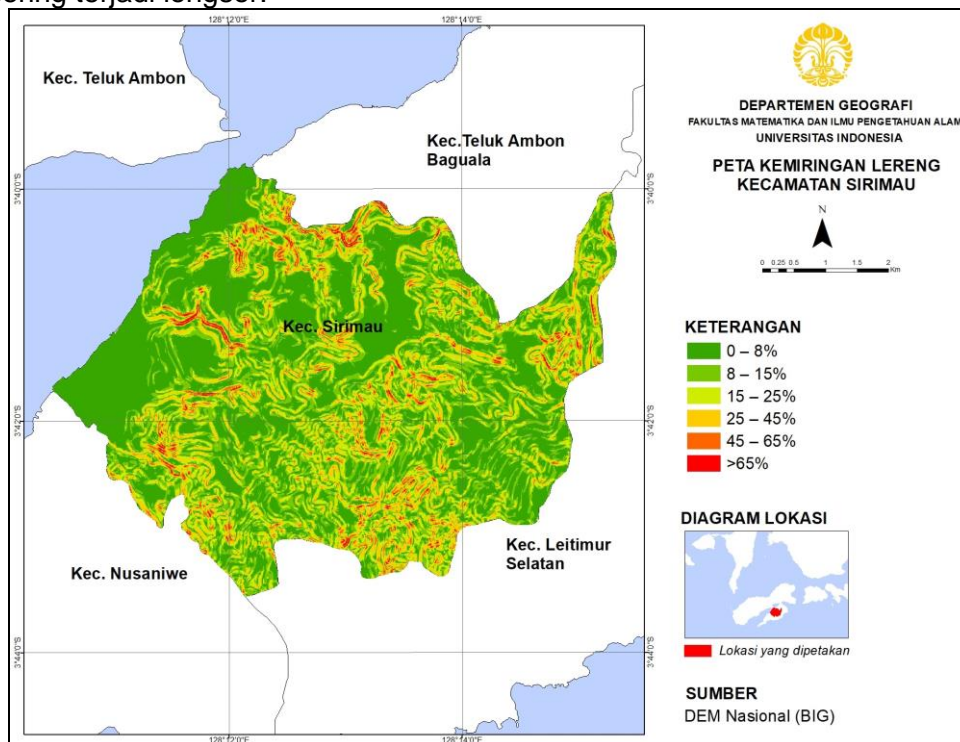 ering terjadi longsor.
128°12'0"E
128°14'0"E
Kec. Teluk Ambon
Kec.Teluk Ambon
Baguala
3°40'0"S
3°40'0"S
Kec. Sirimau
3°42'0"S
3°42'0"S
Kec. Nusaniwe
Kec. Leitimur
Selatan
3°44'0"S
3°44'0"S
128°12'0"E
128°14'0"E
DEPARTEMEN GEOGRAFI
FAKULTAS MATEMATIKA DAN ILMU PENGETAHUAN ALAM
UNIVERSITAS INDONESIA
PETA KEMIRINGAN LERENG
KECAMATAN SIRIMAU
N
0 0.25 0.5 1 1.5 2
Km
KETERANGAN
0 – 8%
8 – 15%
15 – 25%
25 – 45%
45 – 65%
>65%
DIAGRAM LOKASI
Lokasi yang dipetakan
SUMBER
DEM Nasional (BIG)